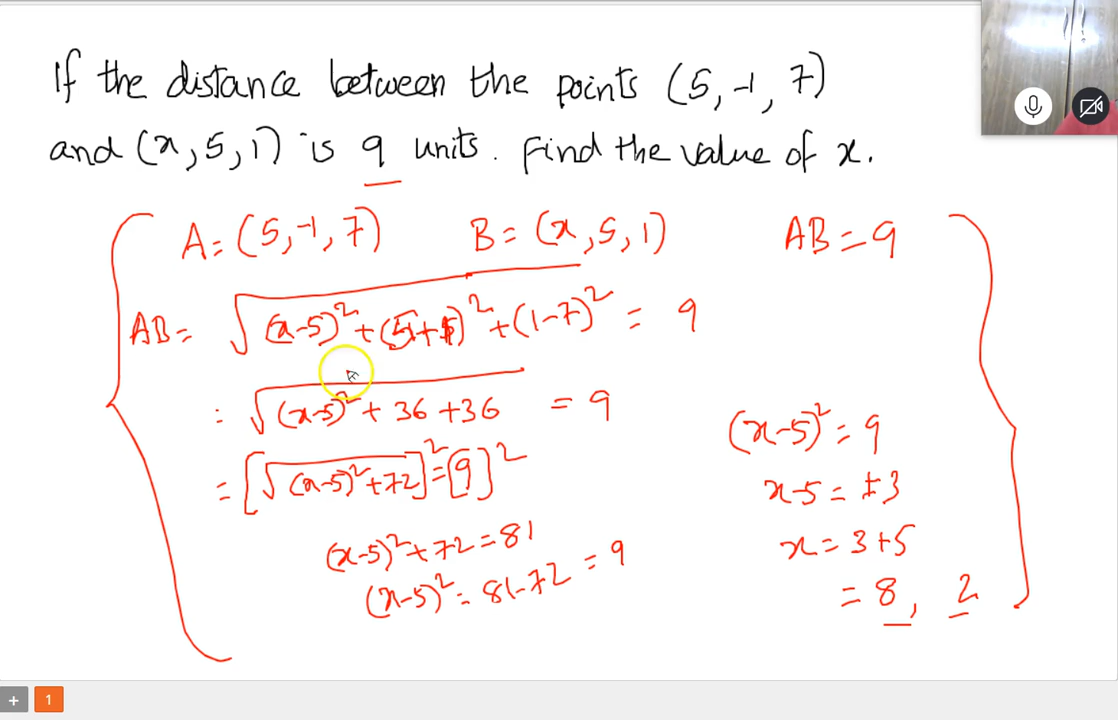 If the distance between the points (5, -1, 7)
and (x, 5, 1) is 9 units. Find the value of x.
A = (5, -1, 7) B = (x, 5, 1) AB = 9
AB = √(x-5)² + (5+1)² + (1-7)² = 9
= √(x-5)² + 36 + 36 = 9
= [√(x-5)² + 72]² = [9]²
(x-5)² + 72 = 81
(x-5)² = 81-72 = 9
(x-5)² = 9
x-5 = ±3
x = 3+5
= 8, 2
1